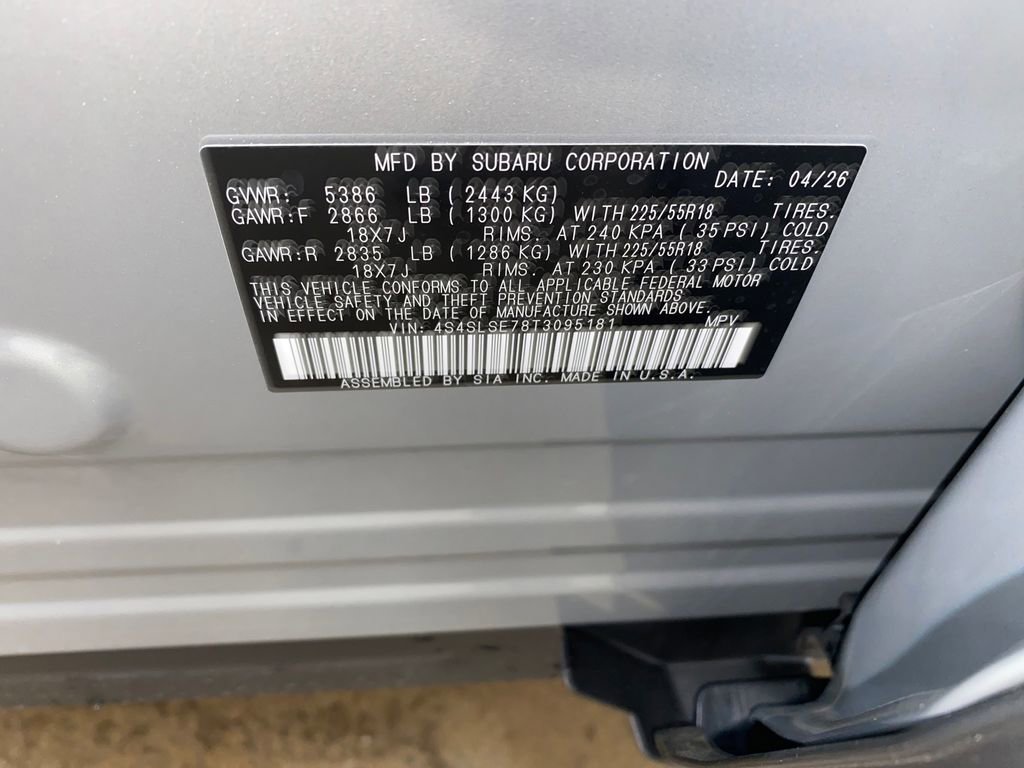 MFD BY SUBARU CORPORATION
DATE: 04/26
GVWR: 5386 LB (2443 KG)
GAWR:F 2866 LB (1300 KG) WITH 225/55R18 TIRES.
18X7J RIMS. AT 240 KPA (35 PSI) COLD
GAWR:R 2835 LB (1286 KG) WITH 225/55R18 TIRES.
18X7J RIMS. AT 230 KPA (33 PSI) COLD
THIS VEHICLE CONFORMS TO ALL APPLICABLE FEDERAL MOTOR
VEHICLE SAFETY AND THEFT PREVENTION STANDARDS
IN EFFECT ON THE DATE OF MANUFACTURE SHOWN ABOVE.
VIN: 4S4SLSE78T3095181 MPV
ASSEMBLED BY SIA INC. MADE IN U.S.A.